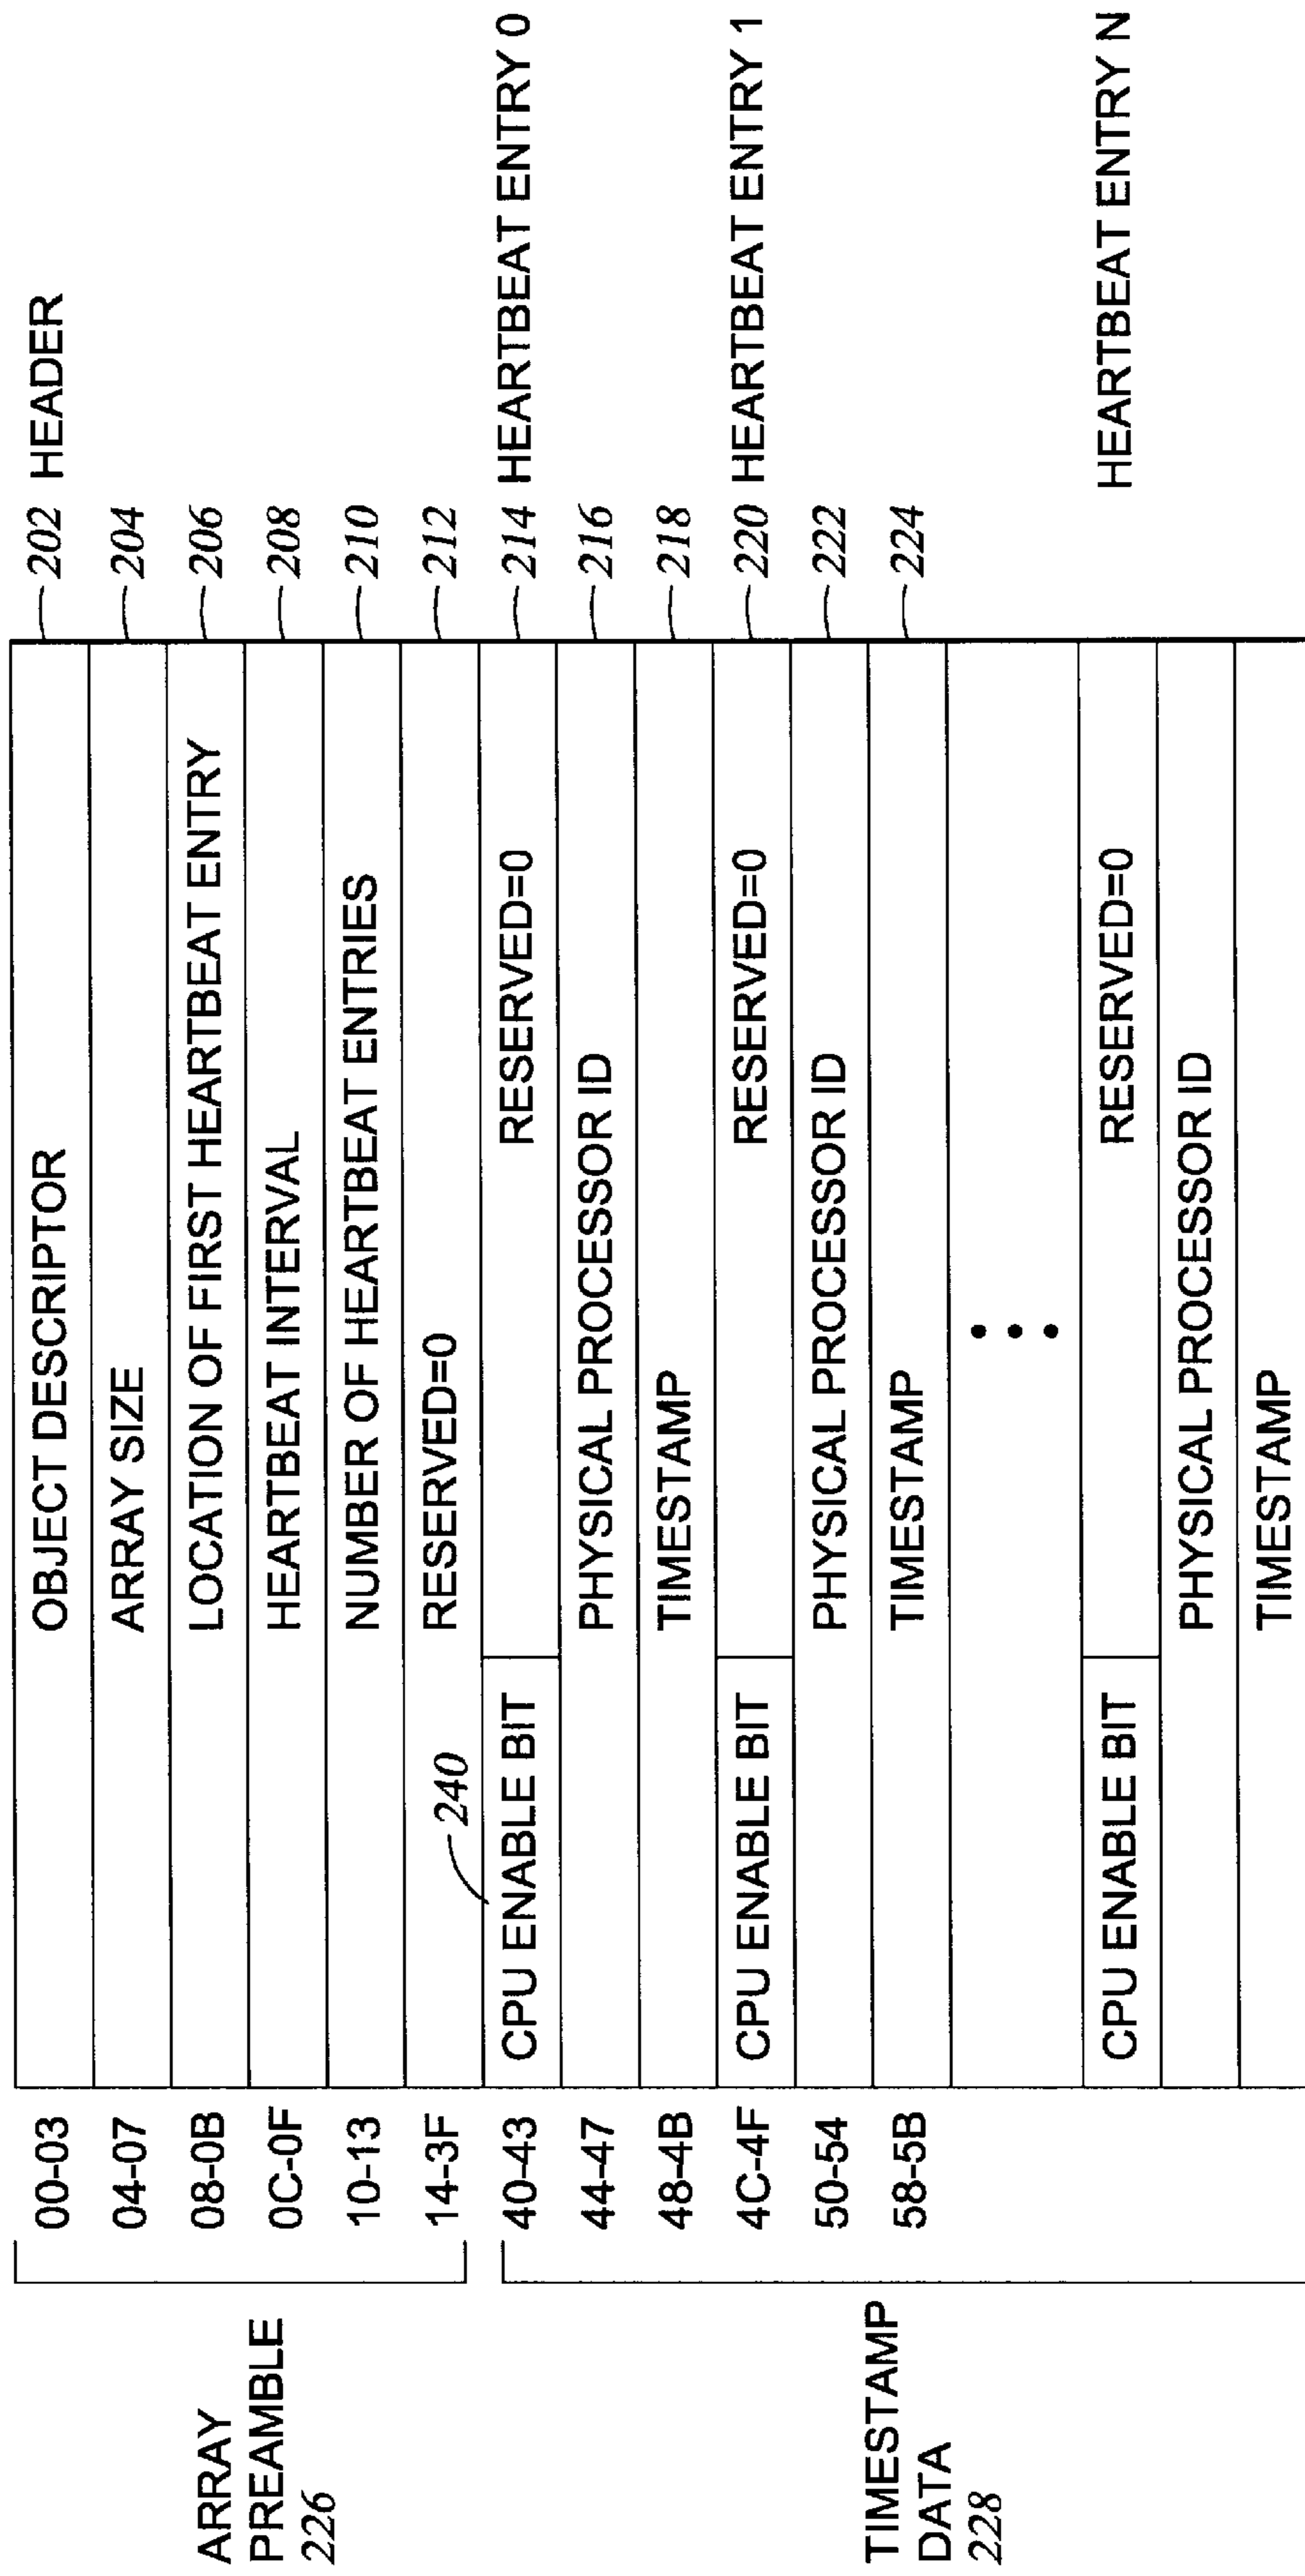 ARRAY
PREAMBLE
226
00-03 OBJECT DESCRIPTOR 202 HEADER
04-07 ARRAY SIZE 204
08-0B LOCATION OF FIRST HEARTBEAT ENTRY 206
0C-0F HEARTBEAT INTERVAL 208
10-13 NUMBER OF HEARTBEAT ENTRIES 210
14-3F RESERVED=0 212
240
TIMESTAMP
DATA
228
40-43 CPU ENABLE BIT RESERVED=0 214 HEARTBEAT ENTRY 0
44-47 PHYSICAL PROCESSOR ID 216
48-4B TIMESTAMP 218
4C-4F CPU ENABLE BIT RESERVED=0 220 HEARTBEAT ENTRY 1
50-54 PHYSICAL PROCESSOR ID 222
58-5B TIMESTAMP 224
• • •
CPU ENABLE BIT RESERVED=0 HEARTBEAT ENTRY N
PHYSICAL PROCESSOR ID
TIMESTAMP